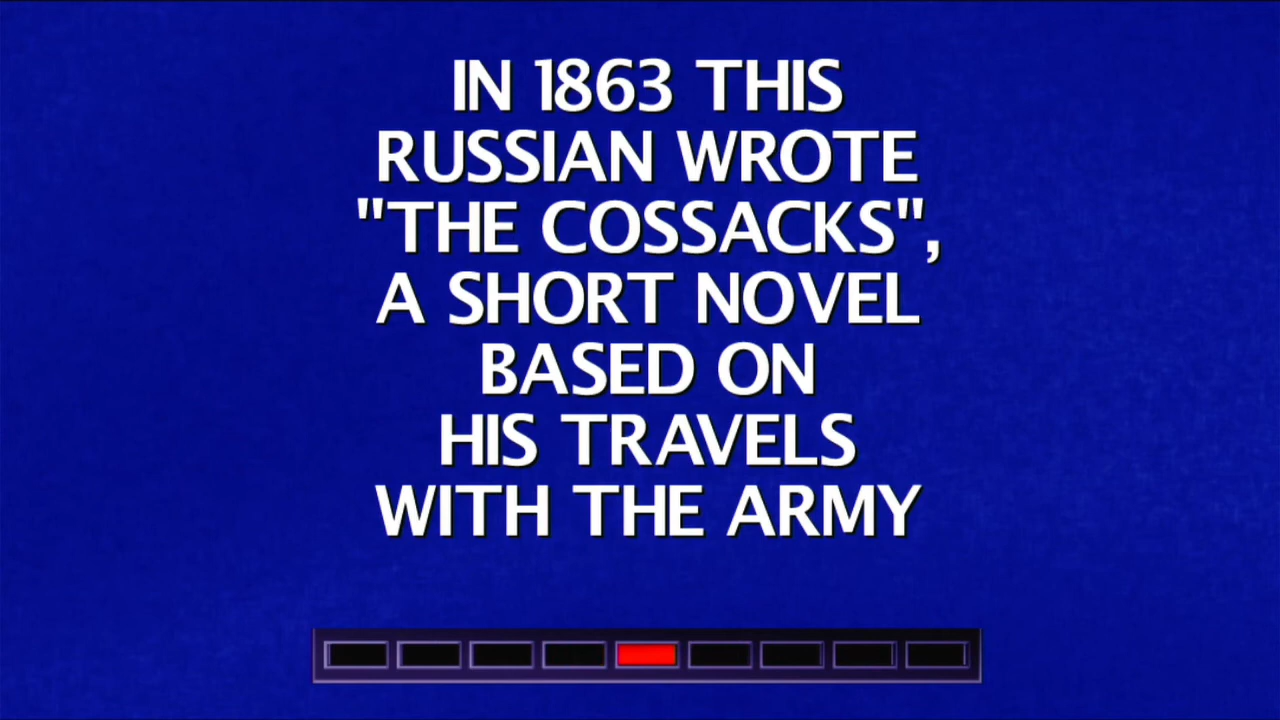 IN 1863 THIS
RUSSIAN WROTE
"THE COSSACKS",
A SHORT NOVEL
BASED ON
HIS TRAVELS
WITH THE ARMY